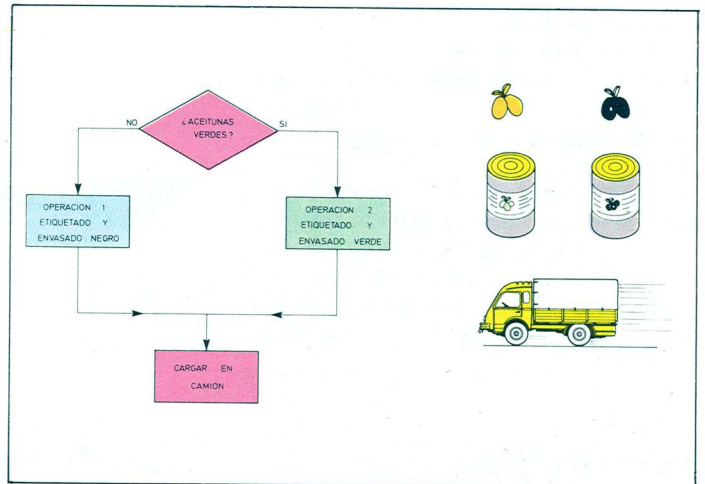 ¿ ACEITUNAS
VERDES ?
NO
SI
OPERACION 1
ETIQUETADO Y
ENVASADO NEGRO
OPERACION 2
ETIQUETADO Y
ENVASADO VERDE
CARGAR EN
CAMION